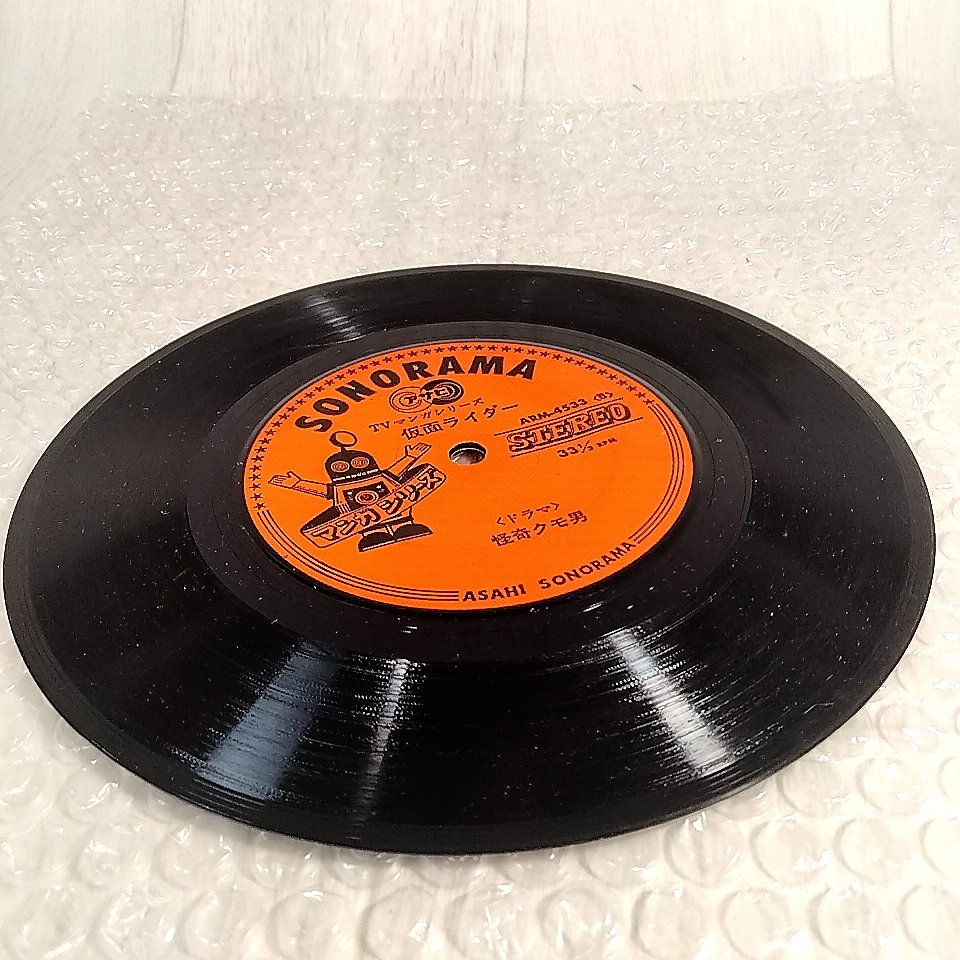 SONORAMA
アサヒ
TVマンガシリーズ
仮面ライダー
ARM-4533 (B)
STEREO
33⅓ RPM
マンガシリーズ
〈ドラマ〉
怪奇クモ男
ASAHI SONORAMA